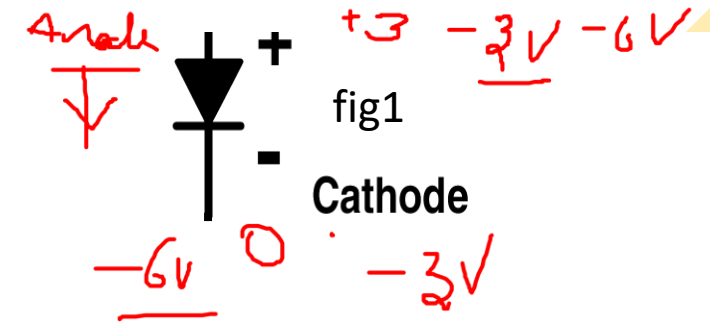 Anode + +3 -3V -6V
fig1
-
Cathode
-6V 0 -3V